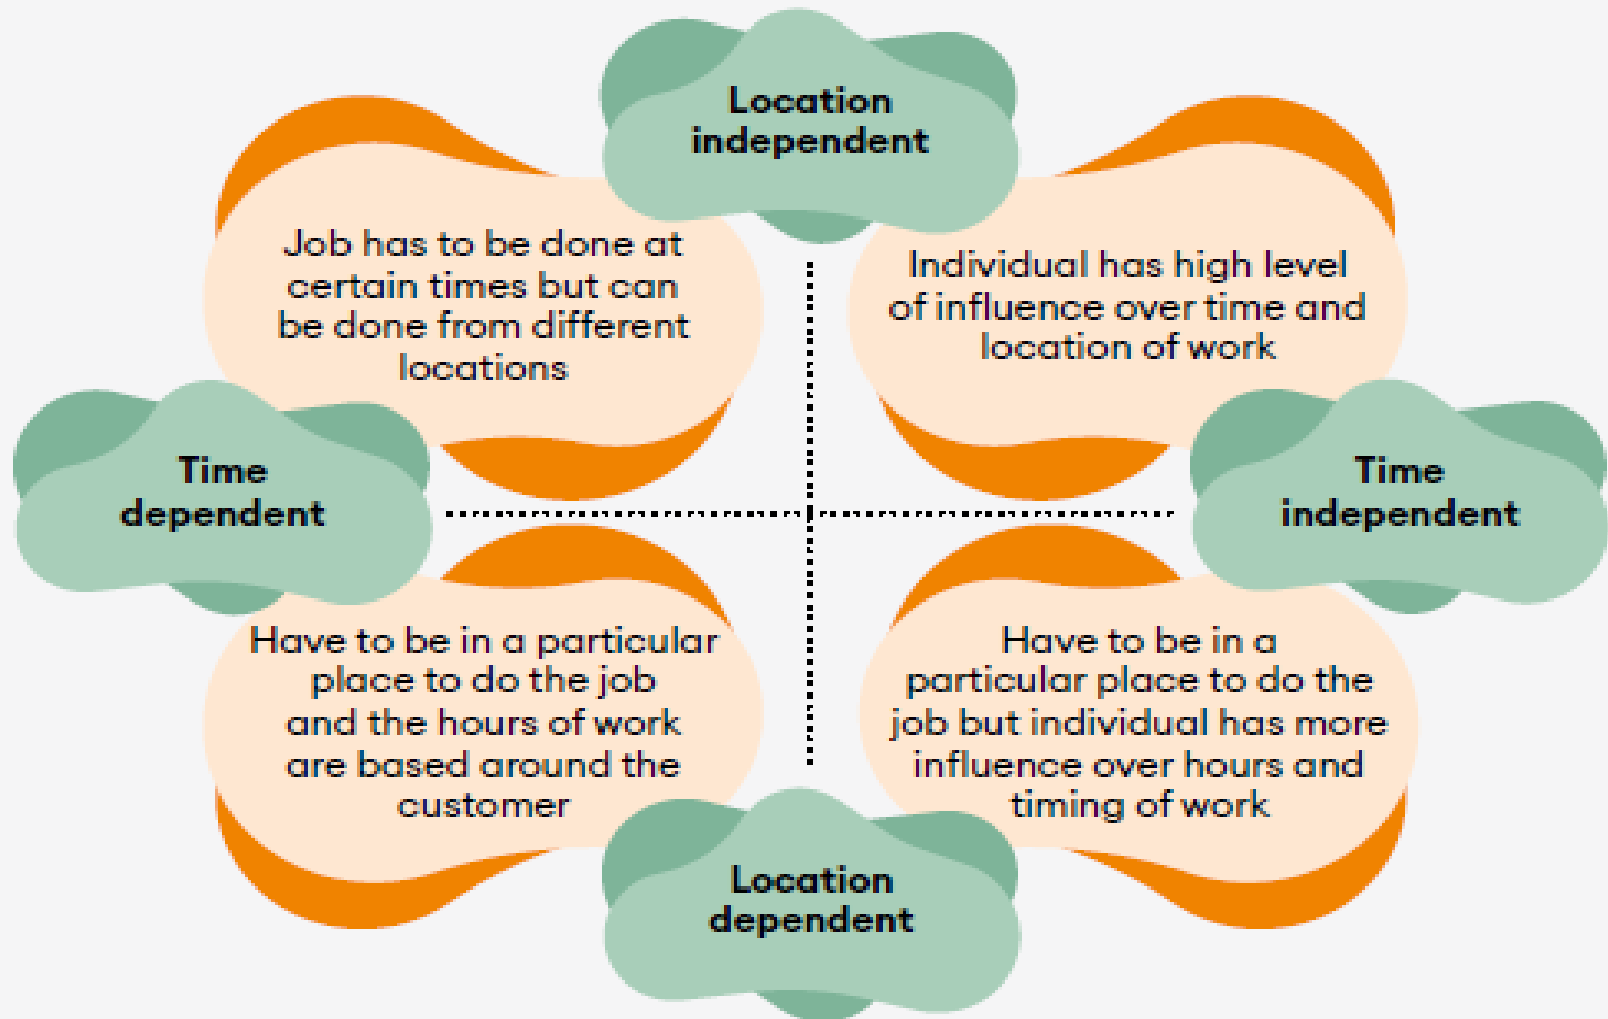 Location
independent
Job has to be done at
certain times but can
be done from different
locations
Individual has high level
of influence over time and
location of work
Time
dependent
Time
independent
Have to be in a particular
place to do the job
and the hours of work
are based around the
customer
Have to be in a
particular place to do the
job but individual has more
influence over hours and
timing of work
Location
dependent